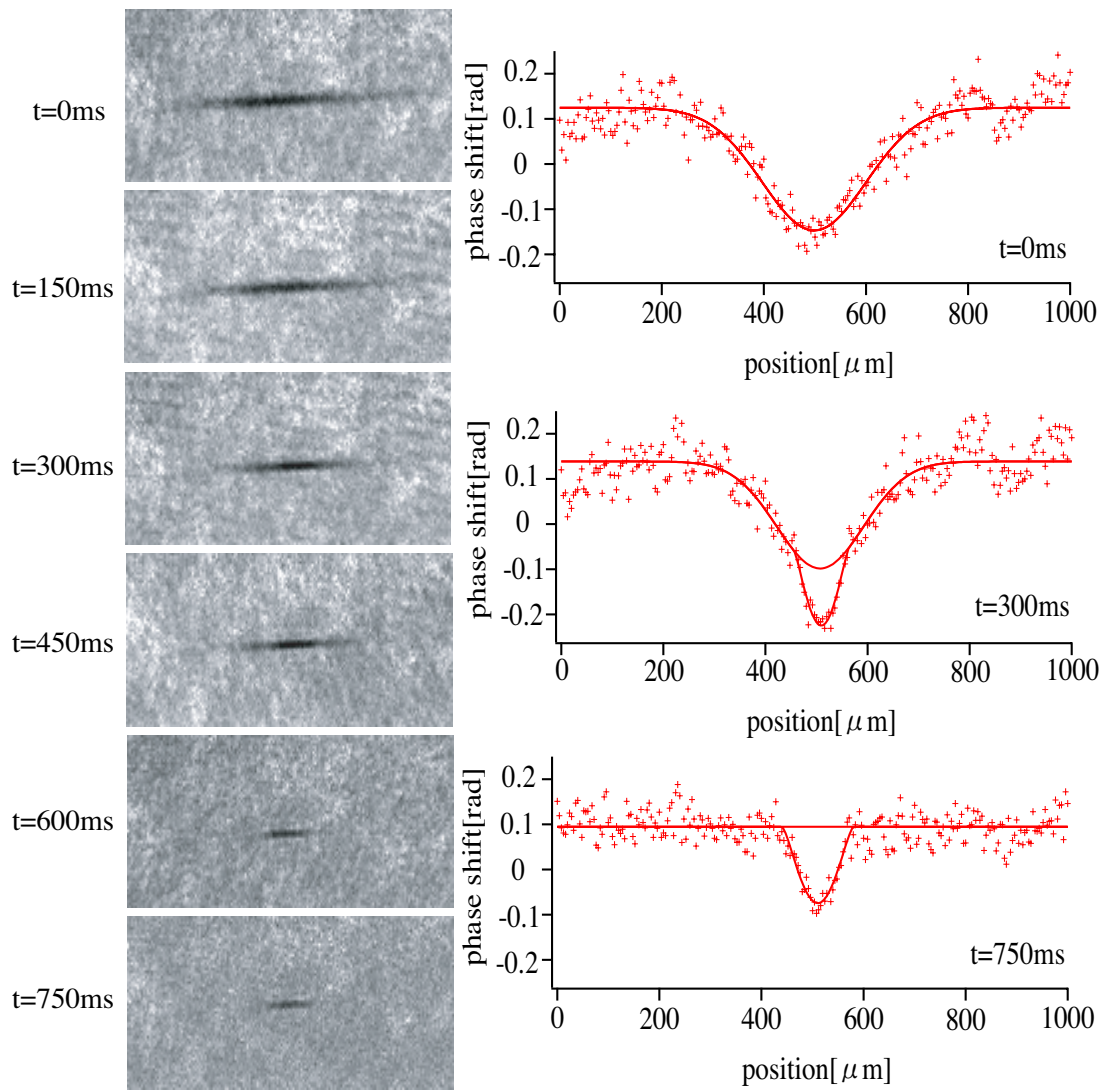 t=0ms
t=150ms
t=300ms
t=450ms
t=600ms
t=750ms
phase shift[rad]
0.2
0.1
0
-0.1
-0.2
t=0ms
0 200 400 600 800 1000
position[μm]
phase shift[rad]
0.2
0.1
0
-0.1
-0.2
t=300ms
0 200 400 600 800 1000
position[μm]
phase shift[rad]
0.2
0.1
0
-0.1
-0.2
t=750ms
0 200 400 600 800 1000
position[μm]